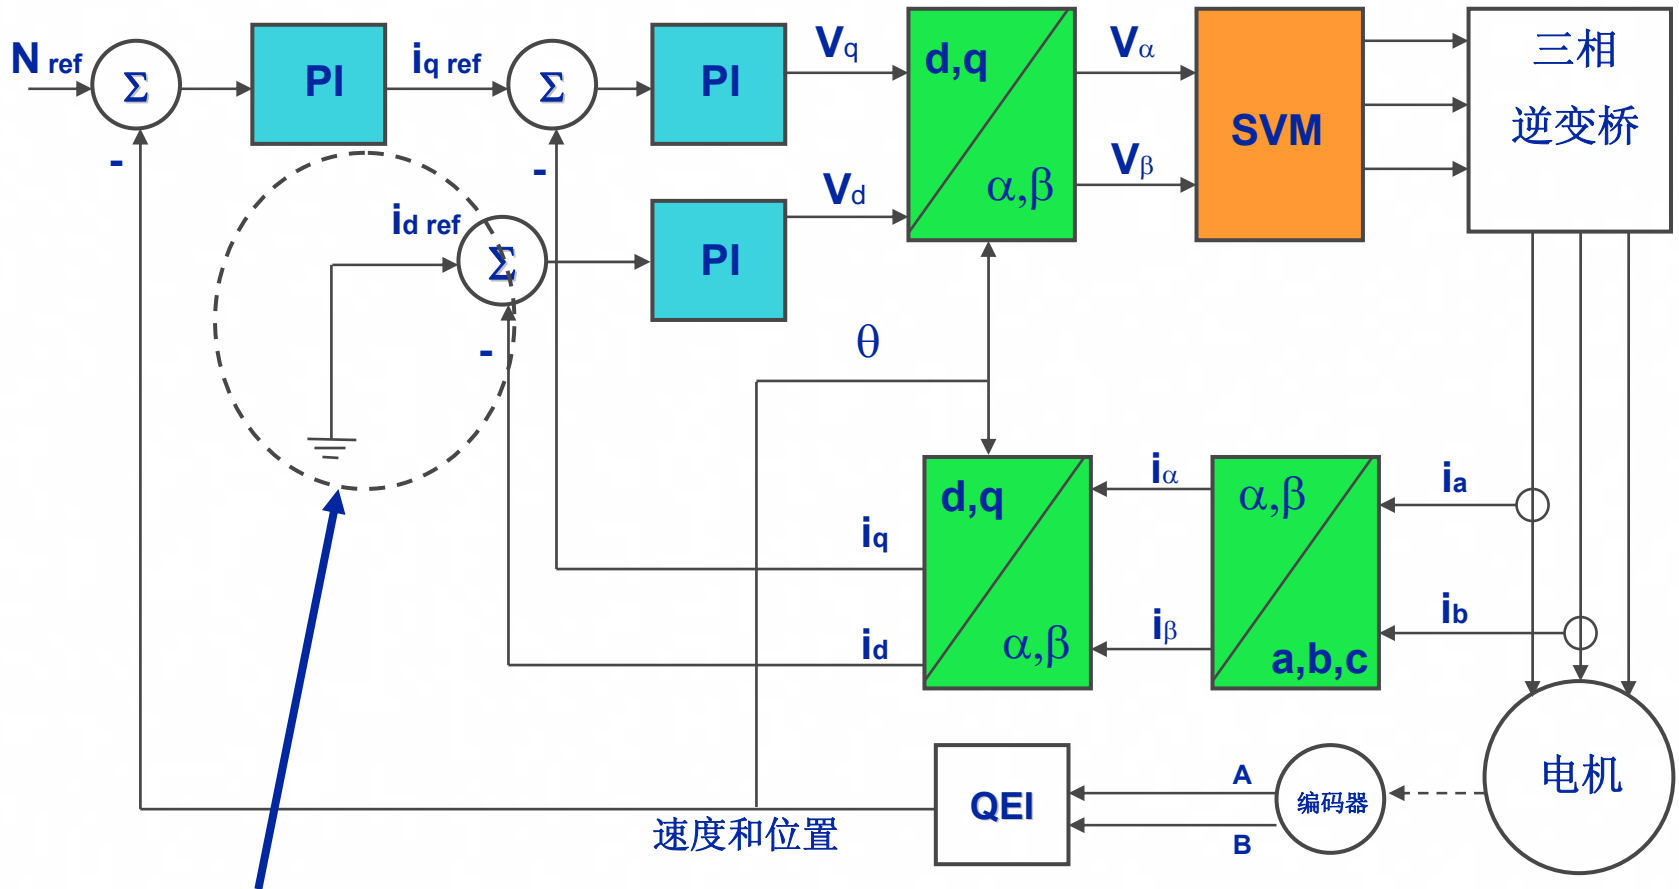 N ref
Σ
PI
i q ref
Σ
PI
Vq
d,q
α,β
Vα
Vβ
SVM
三相
逆变桥
-
-
id ref
Σ
PI
Vd
-
θ
d,q
α,β
iα
iβ
α,β
a,b,c
ia
ib
iq
id
QEI
A
B
编码器
电机
速度和位置